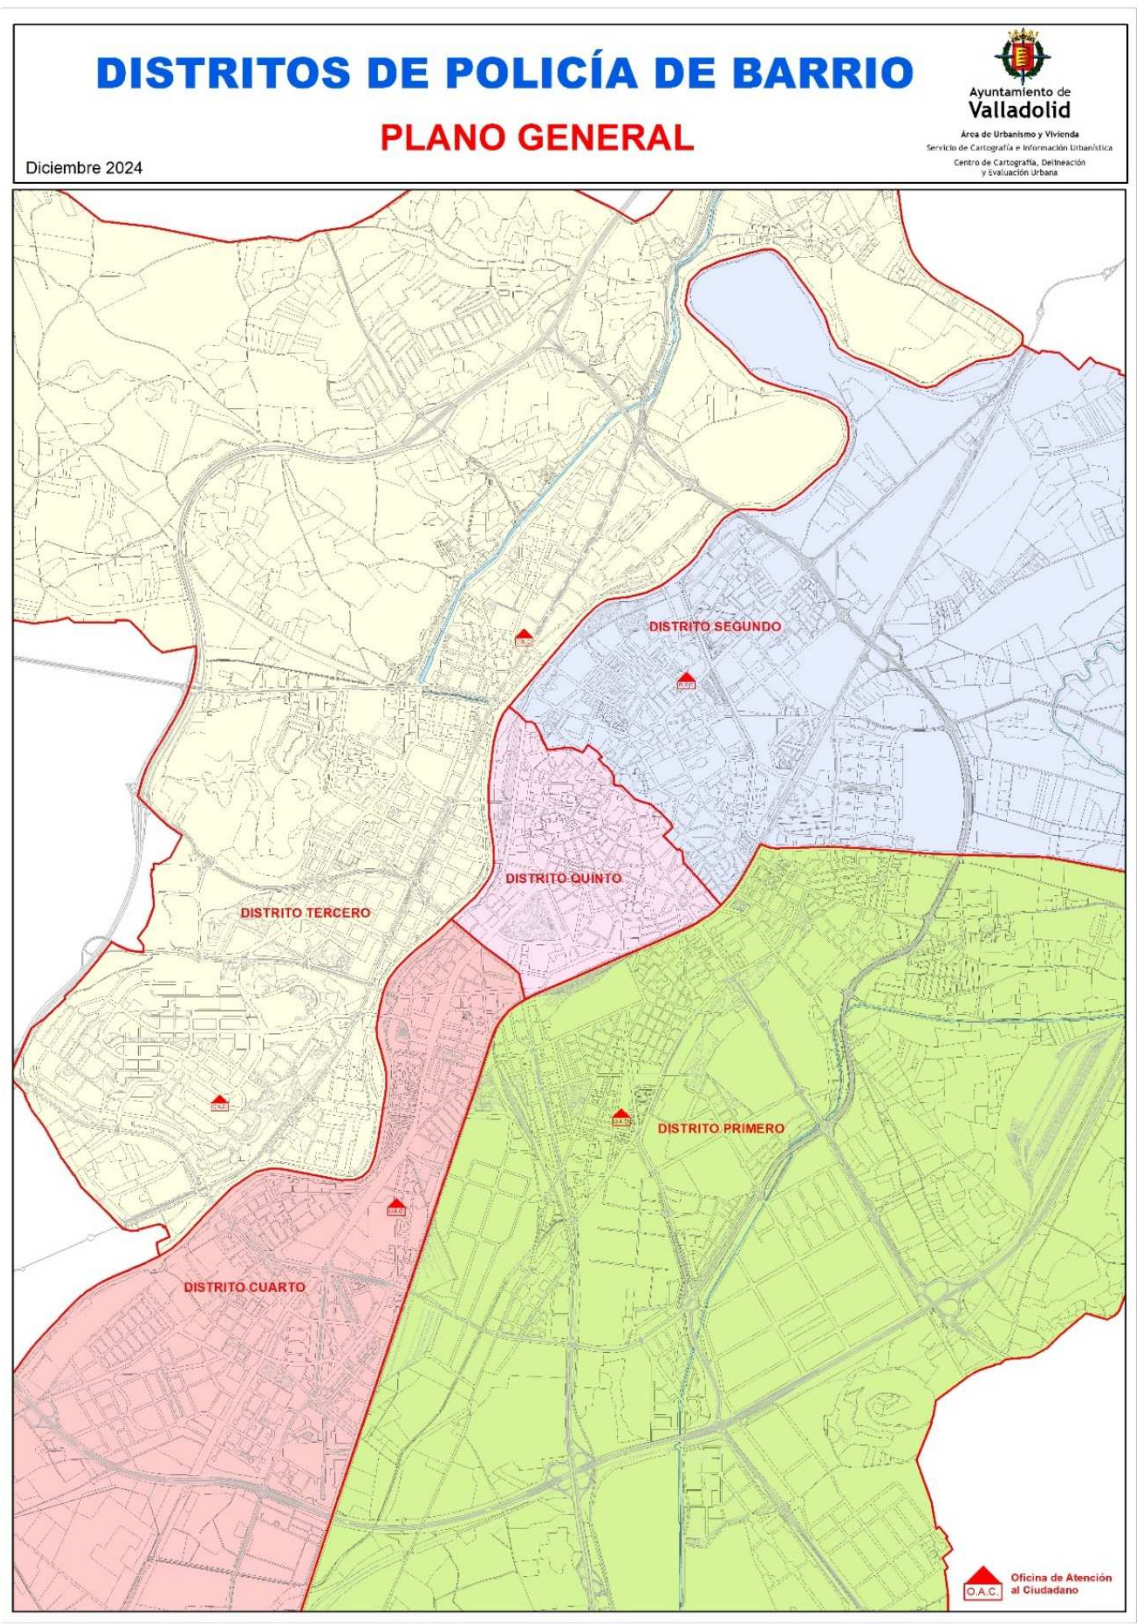 DISTRITOS DE POLICÍA DE BARRIO
PLANO GENERAL
Diciembre 2024
Ayuntamiento de
Valladolid
Área de Urbanismo y Vivienda
Servicio de Cartografía e Información Urbanística
Centro de Cartografía, Delineación
y Evaluación Urbana
DISTRITO SEGUNDO
DISTRITO QUINTO
DISTRITO TERCERO
DISTRITO PRIMERO
DISTRITO CUARTO
O.A.C.
Oficina de Atención
al Ciudadano